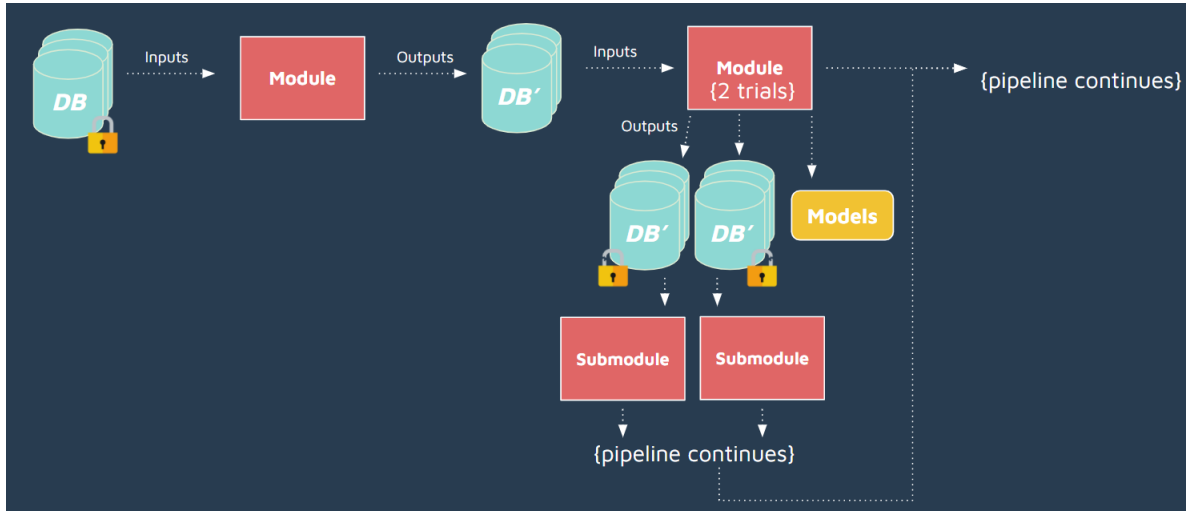 DB
Inputs
Module
Outputs
DB’
Inputs
Module
{2 trials}
{pipeline continues}
Outputs
DB’
DB’
Models
Submodule
Submodule
{pipeline continues}